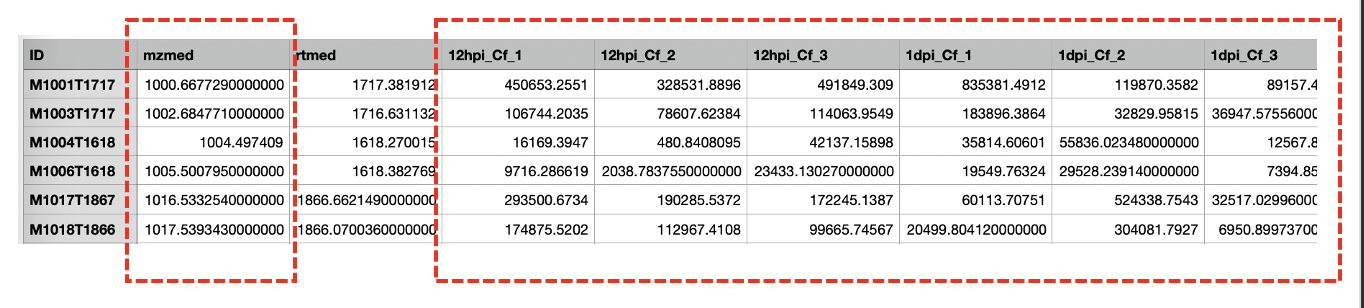 ID mzmed rtmed 12hpi_Cf_1 12hpi_Cf_2 12hpi_Cf_3 1dpi_Cf_1 1dpi_Cf_2 1dpi_Cf_3
M1001T1717 1000.6677290000000 1717.381912 450653.2551 328531.8896 491849.309 835381.4912 119870.3582 89157.4
M1003T1717 1002.6847710000000 1716.631132 106744.2035 78607.62384 114063.9549 183896.3864 32829.95815 36947.57556000
M1004T1618 1004.497409 1618.270015 16169.3947 480.8408095 42137.15898 35814.60601 55836.023480000000 12567.8
M1006T1618 1005.5007950000000 1618.382769 9716.286619 2038.7837550000000 23433.130270000000 19549.76324 29528.239140000000 7394.85
M1017T1867 1016.5332540000000 1866.6621490000000 293500.6734 190285.5372 172245.1387 60113.70751 524338.7543 32517.02996000
M1018T1866 1017.5393430000000 1866.0700360000000 174875.5202 112967.4108 99665.74567 20499.804120000000 304081.7927 6950.89973700